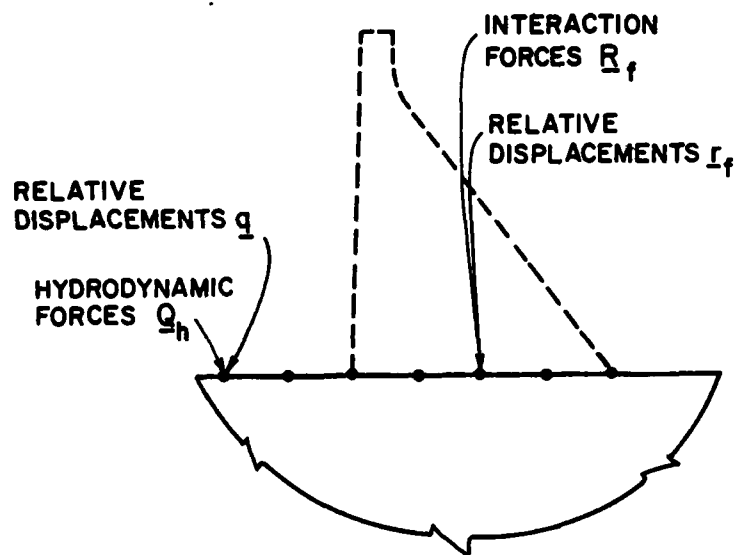 INTERACTION
FORCES R_f
RELATIVE
DISPLACEMENTS r_f
RELATIVE
DISPLACEMENTS q
HYDRODYNAMIC
FORCES Q_h